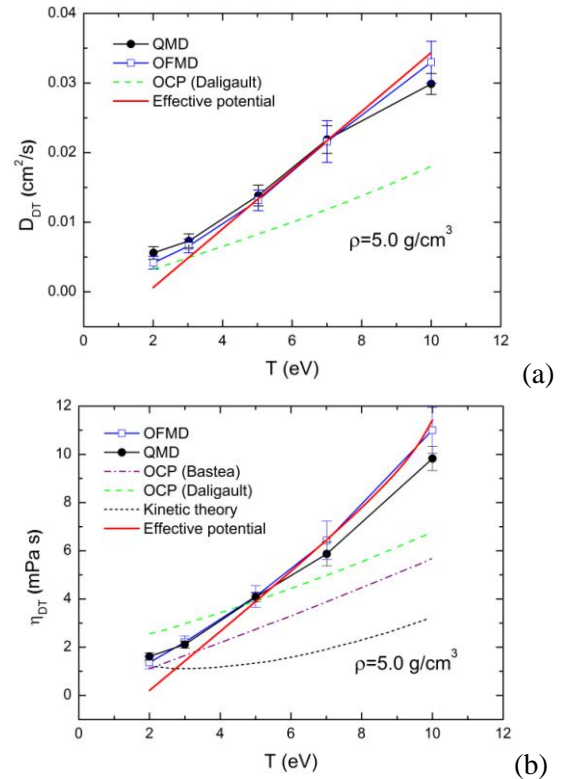 0.04
0.03
0.02
0.01
0.00
D_DT (cm²/s)
QMD
OFMD
OCP (Daligault)
Effective potential
ρ=5.0 g/cm³
0 2 4 6 8 10 12
T (eV)
(a)
12
10
8
6
4
2
0
η_DT (mPa s)
OFMD
QMD
OCP (Bastea)
OCP (Daligault)
Kinetic theory
Effective potential
ρ=5.0 g/cm³
0 2 4 6 8 10 12
T (eV)
(b)